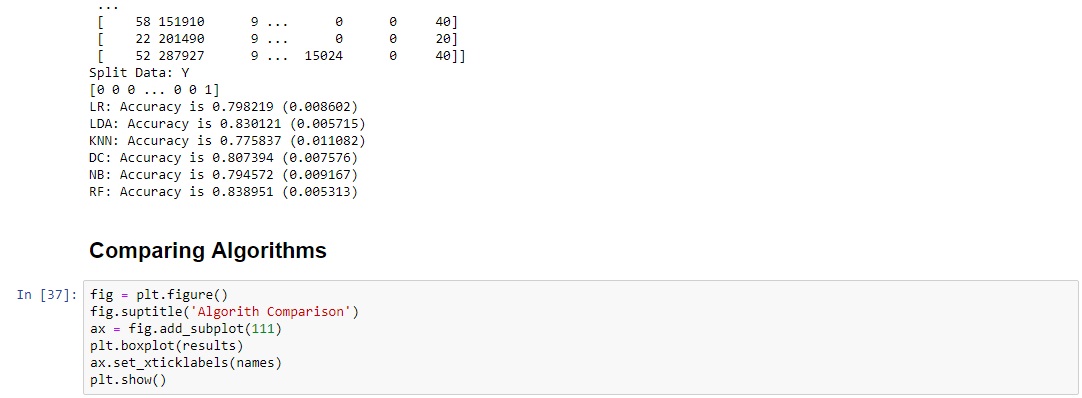 ...
[    58 151910      9 ...      0      0     40]
[    22 201490      9 ...      0      0     20]
[    52 287927      9 ...  15024      0     40]]
Split Data: Y
[0 0 0 ... 0 0 1]
LR: Accuracy is 0.798219 (0.008602)
LDA: Accuracy is 0.830121 (0.005715)
KNN: Accuracy is 0.775837 (0.011082)
DC: Accuracy is 0.807394 (0.007576)
NB: Accuracy is 0.794572 (0.009167)
RF: Accuracy is 0.838951 (0.005313)
Comparing Algorithms
In [37]: fig = plt.figure()
fig.suptitle('Algorith Comparison')
ax = fig.add_subplot(111)
plt.boxplot(results)
ax.set_xticklabels(names)
plt.show()